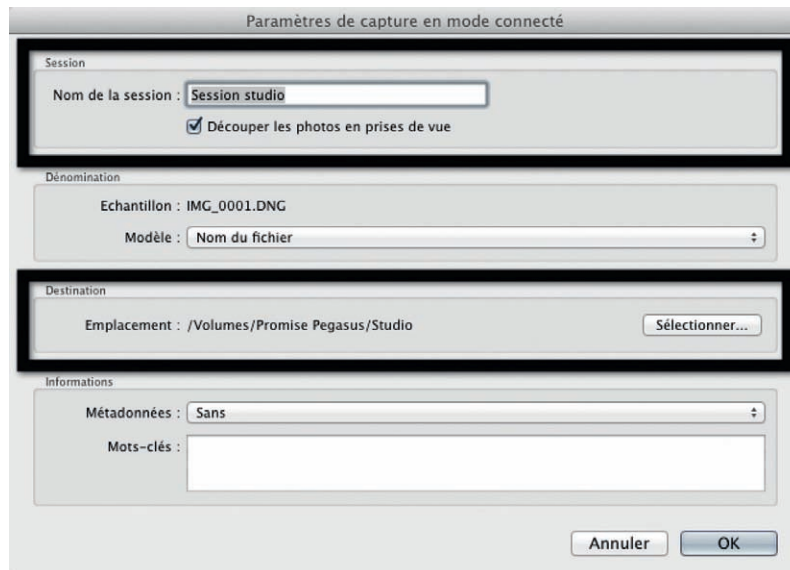 Paramètres de capture en mode connecté
Session
Nom de la session : Session studio
Découper les photos en prises de vue
Dénomination
Echantillon : IMG_0001.DNG
Modèle : Nom du fichier
Destination
Emplacement : /Volumes/Promise Pegasus/Studio Sélectionner...
Informations
Métadonnées : Sans
Mots-clés :
Annuler OK